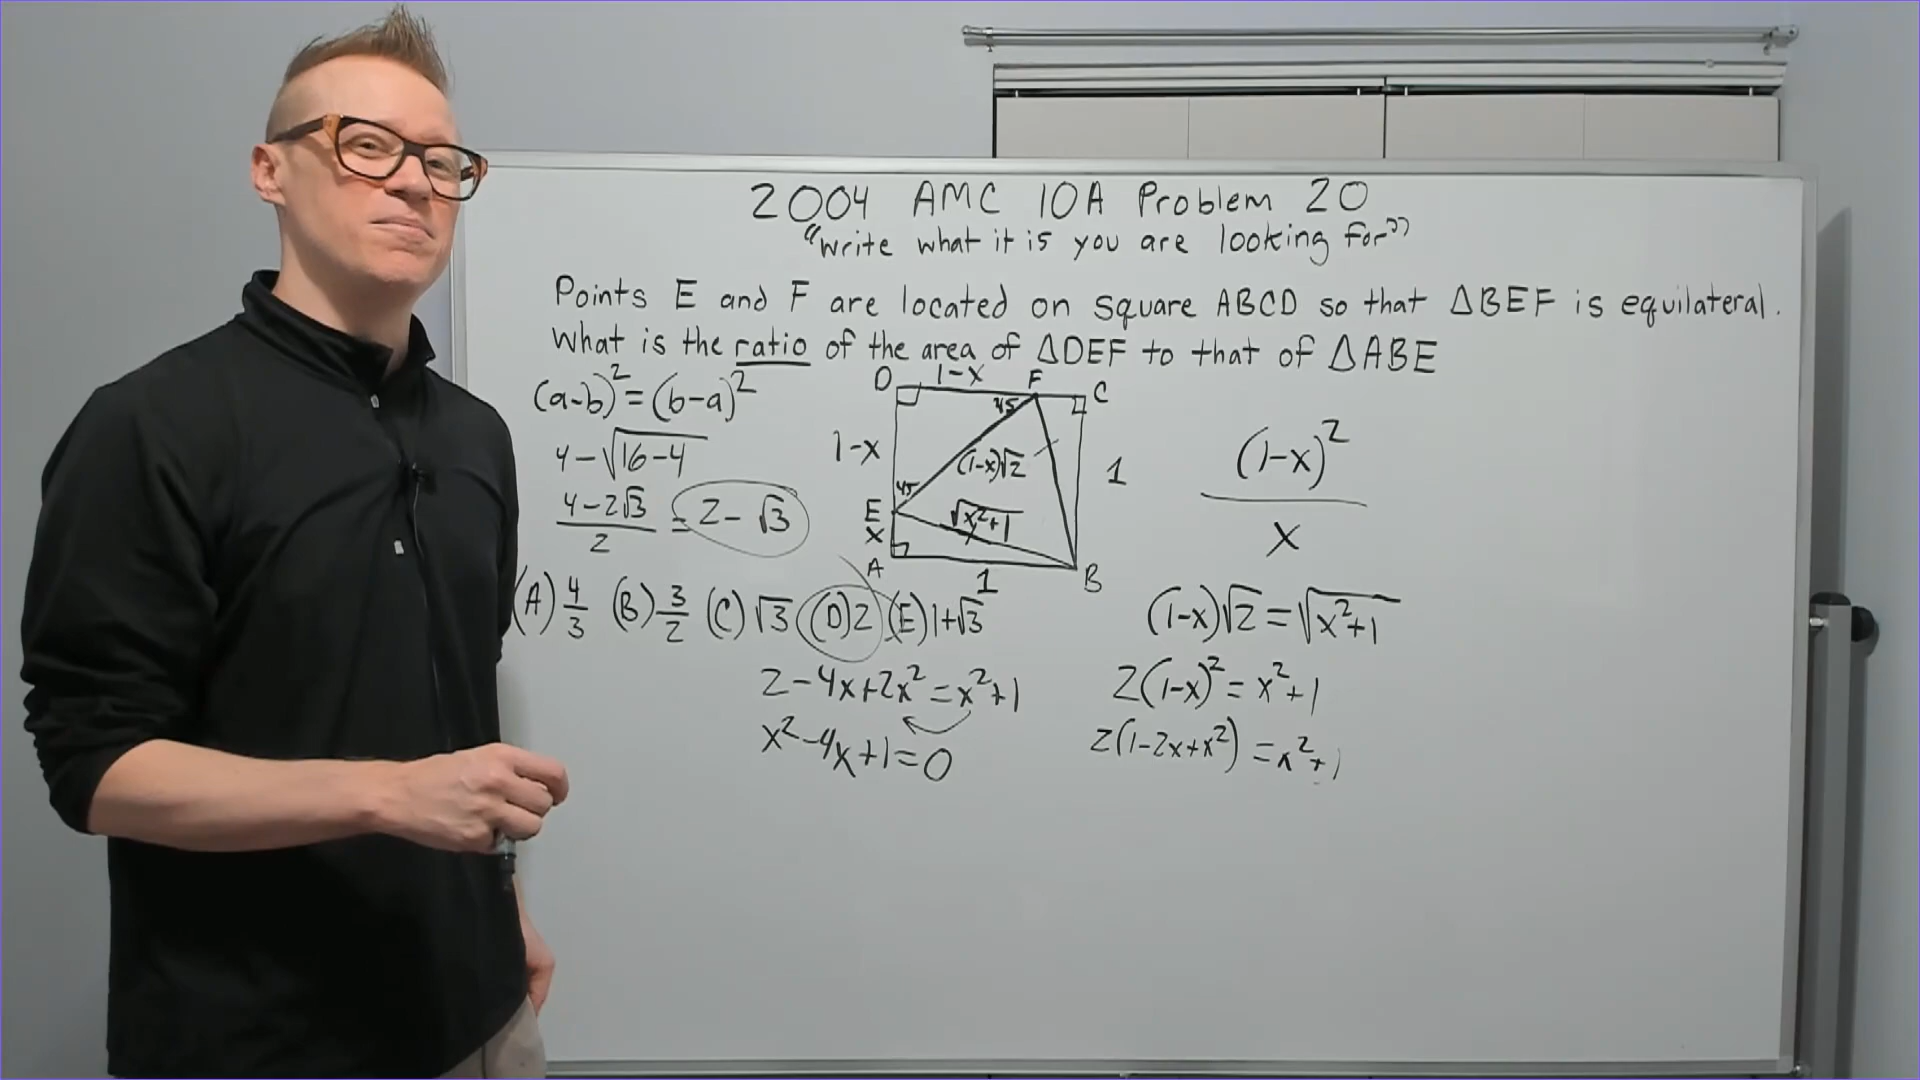 2004 AMC 10A Problem 20
"Write what it is you are looking for"
Points E and F are located on square ABCD so that △BEF is equilateral.
What is the ratio of the area of △DEF to that of △ABE
(a-b)²=(b-a)²
4-√16-4
4-2√3
2
= 2-√3
D 1-x F C
45
1-x
(1-x)√2
1
45
E
√x²+1
x
A
1
B
(1-x)²
x
(A) 4/3 (B) 3/2 (C) √3 (D) 2 (E) 1+√3
2-4x+2x²=x²+1
x²-4x+1=0
(1-x)√2=√x²+1
2(1-x)²=x²+1
2(1-2x+x²)=x²+1